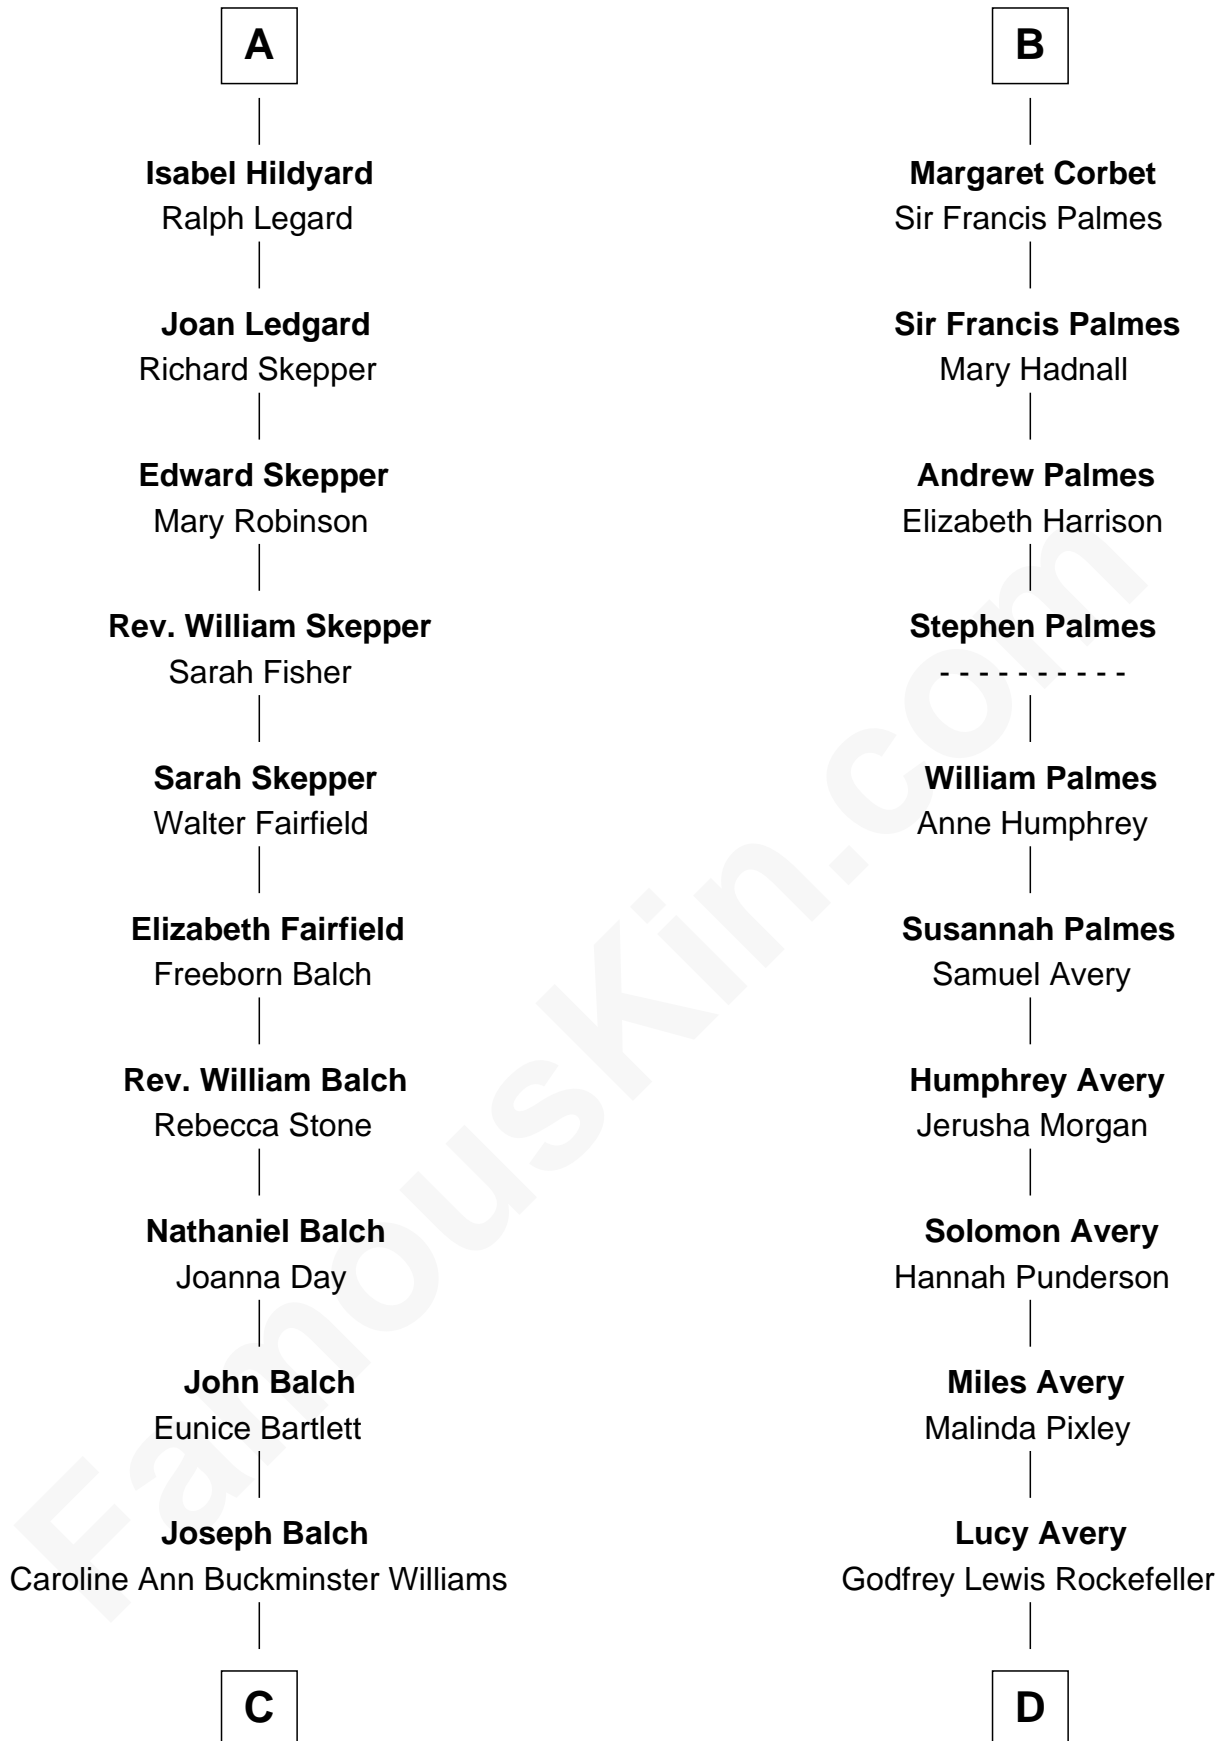 A
Isabel Hildyard
Ralph Legard
Joan Ledgard
Richard Skepper
Edward Skepper
Mary Robinson
Rev. William Skepper
Sarah Fisher
Sarah Skepper
Walter Fairfield
Elizabeth Fairfield
Freeborn Balch
Rev. William Balch
Rebecca Stone
Nathaniel Balch
Joanna Day
John Balch
Eunice Bartlett
Joseph Balch
Caroline Ann Buckminster Williams
C
B
Margaret Corbet
Sir Francis Palmes
Sir Francis Palmes
Mary Hadnall
Andrew Palmes
Elizabeth Harrison
Stephen Palmes
- - - - - - - - - -
William Palmes
Anne Humphrey
Susannah Palmes
Samuel Avery
Humphrey Avery
Jerusha Morgan
Solomon Avery
Hannah Punderson
Miles Avery
Malinda Pixley
Lucy Avery
Godfrey Lewis Rockefeller
D
FamousKin.com